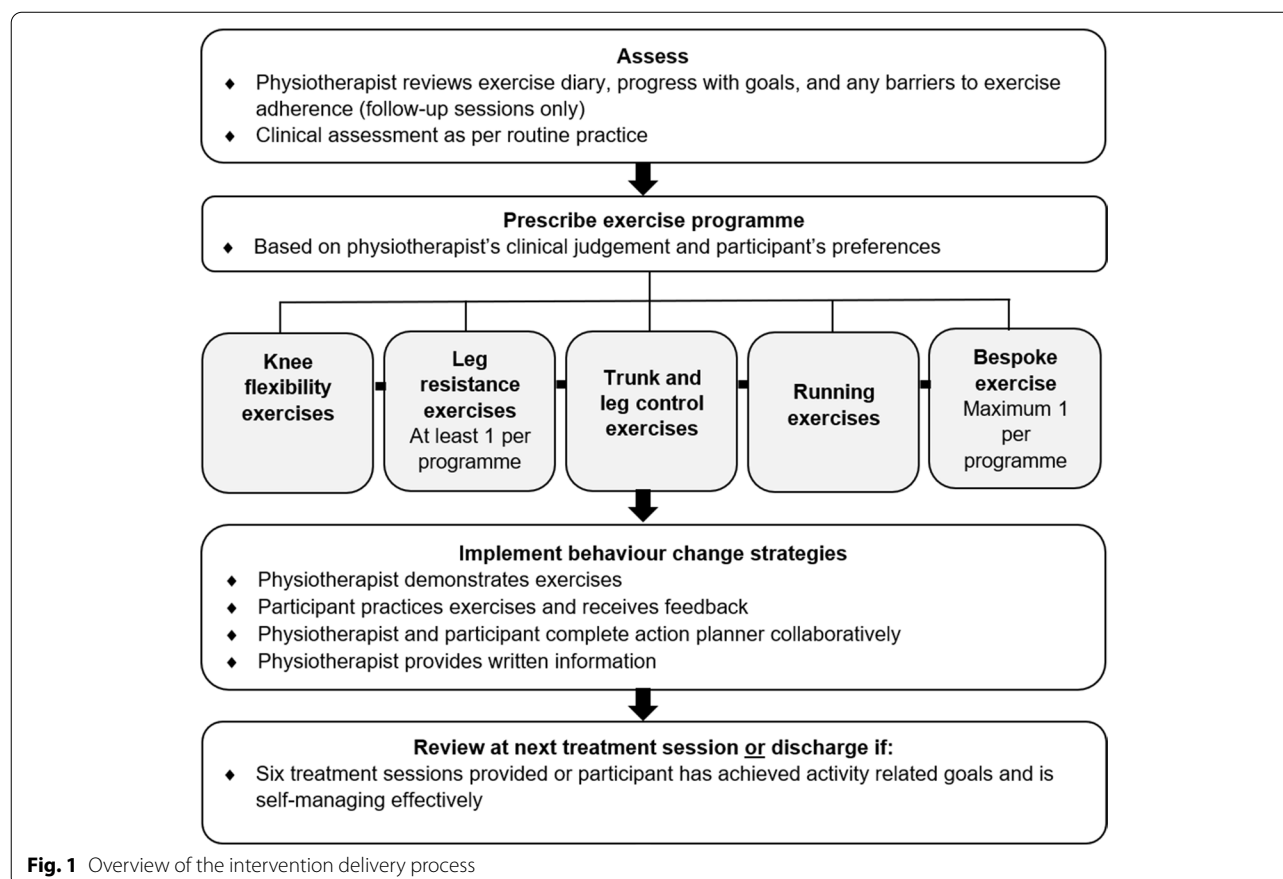 Assess
♦ Physiotherapist reviews exercise diary, progress with goals, and any barriers to exercise
adherence (follow-up sessions only)
♦ Clinical assessment as per routine practice
Prescribe exercise programme
♦ Based on physiotherapist's clinical judgement and participant's preferences
Knee
flexibility
exercises
Leg
resistance
exercises
At least 1 per
programme
Trunk and
leg control
exercises
Running
exercises
Bespoke
exercise
Maximum 1
per
programme
Implement behaviour change strategies
♦ Physiotherapist demonstrates exercises
♦ Participant practices exercises and receives feedback
♦ Physiotherapist and participant complete action planner collaboratively
♦ Physiotherapist provides written information
Review at next treatment session or discharge if:
♦ Six treatment sessions provided or participant has achieved activity related goals and is
self-managing effectively
Fig. 1 Overview of the intervention delivery process